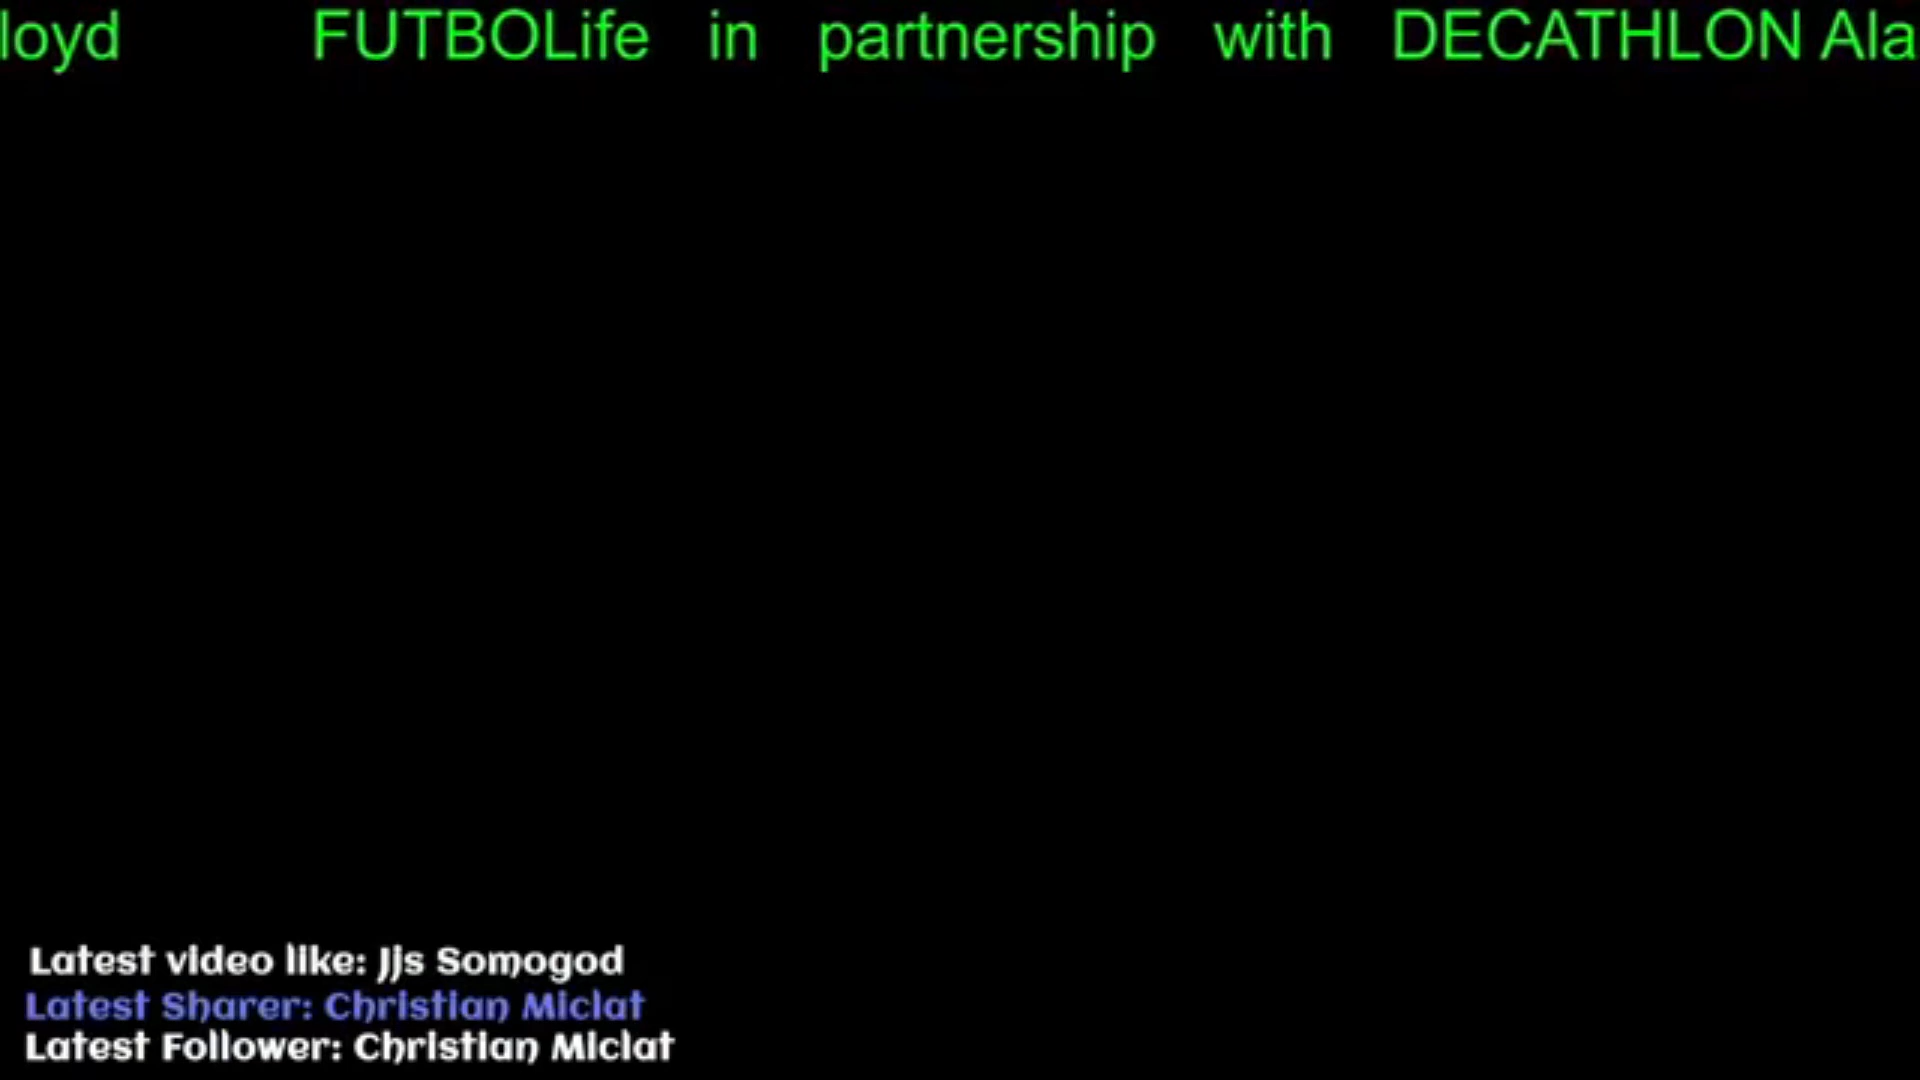 loyd FUTBOLife in partnership with DECATHLON Ala
Latest video like: Jjs Somogod
Latest Sharer: Christian Miclat
Latest Follower: Christian Miclat